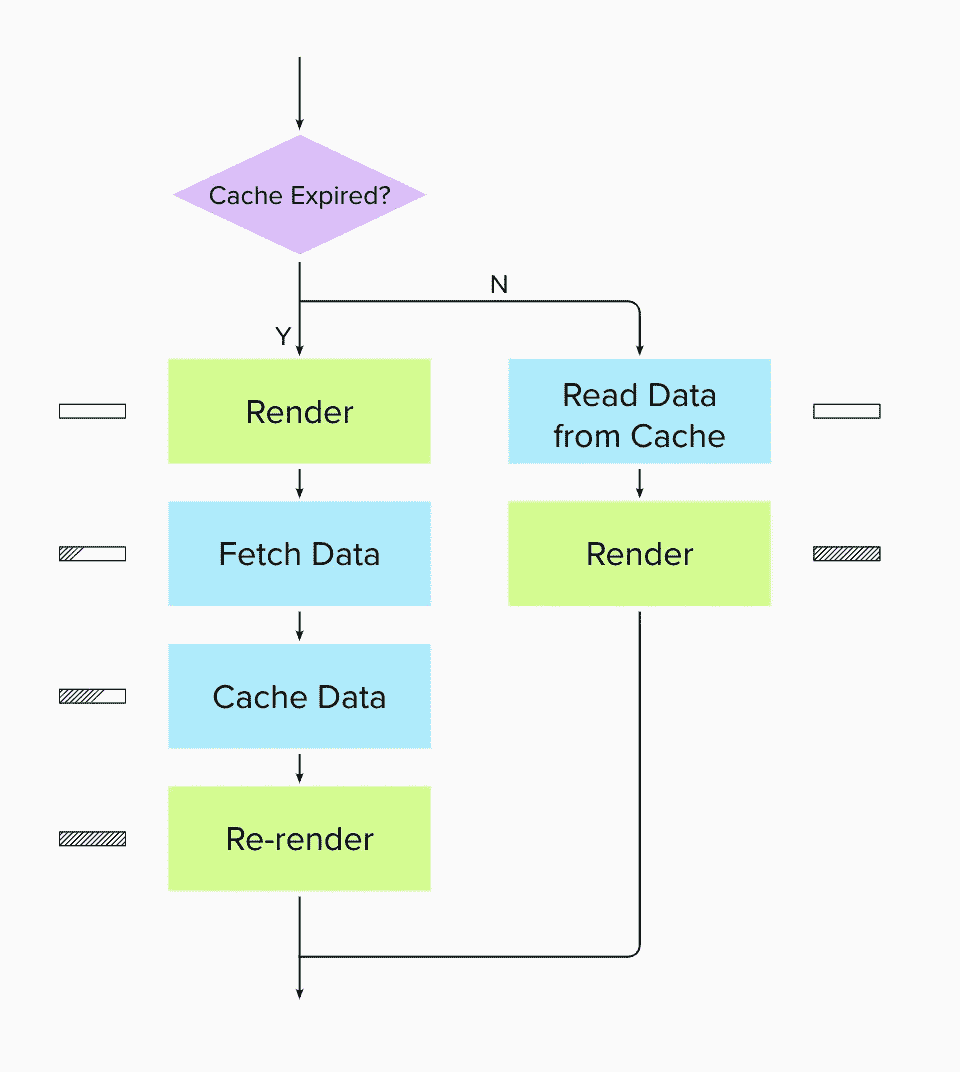 Cache Expired?
N
Y
Render
Read Data
from Cache
Fetch Data
Render
Cache Data
Re-render